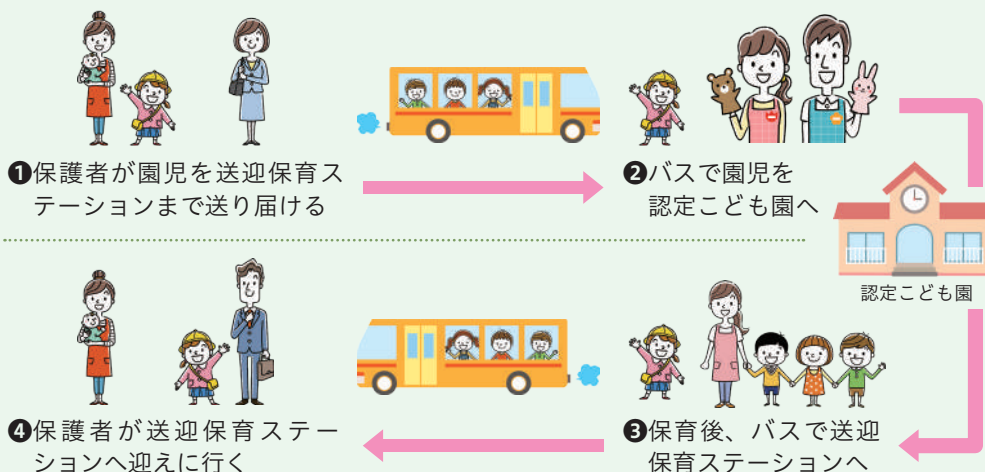 ❶保護者が園児を送迎保育ス
テーションまで送り届ける
❷バスで園児を
認定こども園へ
認定こども園
❸保育後、バスで送迎
保育ステーションへ
❹保護者が送迎保育ステー
ションへ迎えに行く